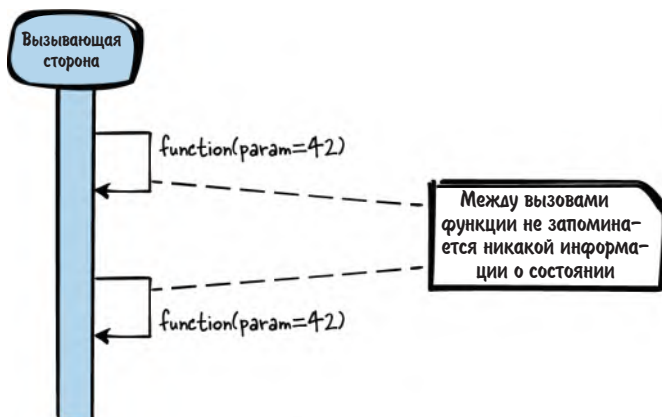 Вызывающая
сторона
function(param=42)
Между вызовами
функции не запомина-
ется никакой информа-
ции о состоянии
function(param=42)